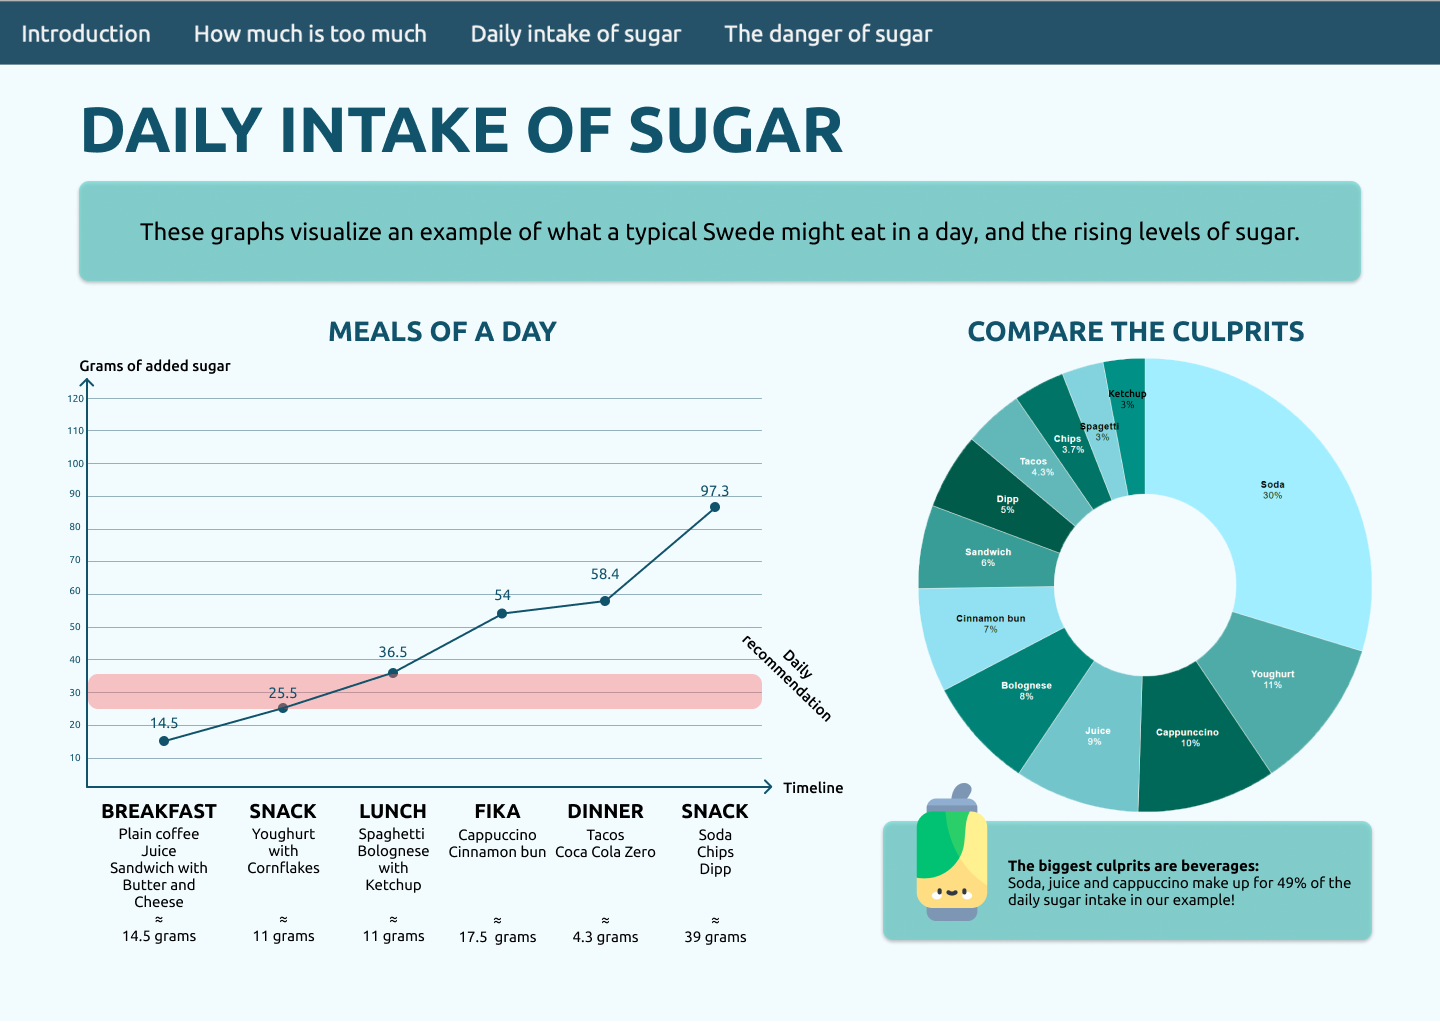 Introduction
How much is too much
Daily intake of sugar
The danger of sugar
DAILY INTAKE OF SUGAR
These graphs visualize an example of what a typical Swede might eat in a day, and the rising levels of sugar.
MEALS OF A DAY
Grams of added sugar
120
110
100
90
80
70
60
50
40
30
20
10
14.5
25.5
36.5
54
58.4
97.3
Daily
recommendation
Timeline
BREAKFAST
Plain coffee
Juice
Sandwich with
Butter and
Cheese
≈
14.5 grams
SNACK
Youghurt
with
Cornflakes
≈
11 grams
LUNCH
Spaghetti
Bolognese
with
Ketchup
≈
11 grams
FIKA
Cappuccino
Cinnamon bun
≈
17.5 grams
DINNER
Tacos
Coca Cola Zero
≈
4.3 grams
SNACK
Soda
Chips
Dipp
≈
39 grams
COMPARE THE CULPRITS
Soda
30%
Youghurt
11%
Cappunccino
10%
Juice
9%
Bolognese
8%
Cinnamon bun
7%
Sandwich
6%
Dipp
5%
Tacos
4.3%
Chips
3.7%
Spagetti
3%
Ketchup
3%
The biggest culprits are beverages:
Soda, juice and cappuccino make up for 49% of the
daily sugar intake in our example!